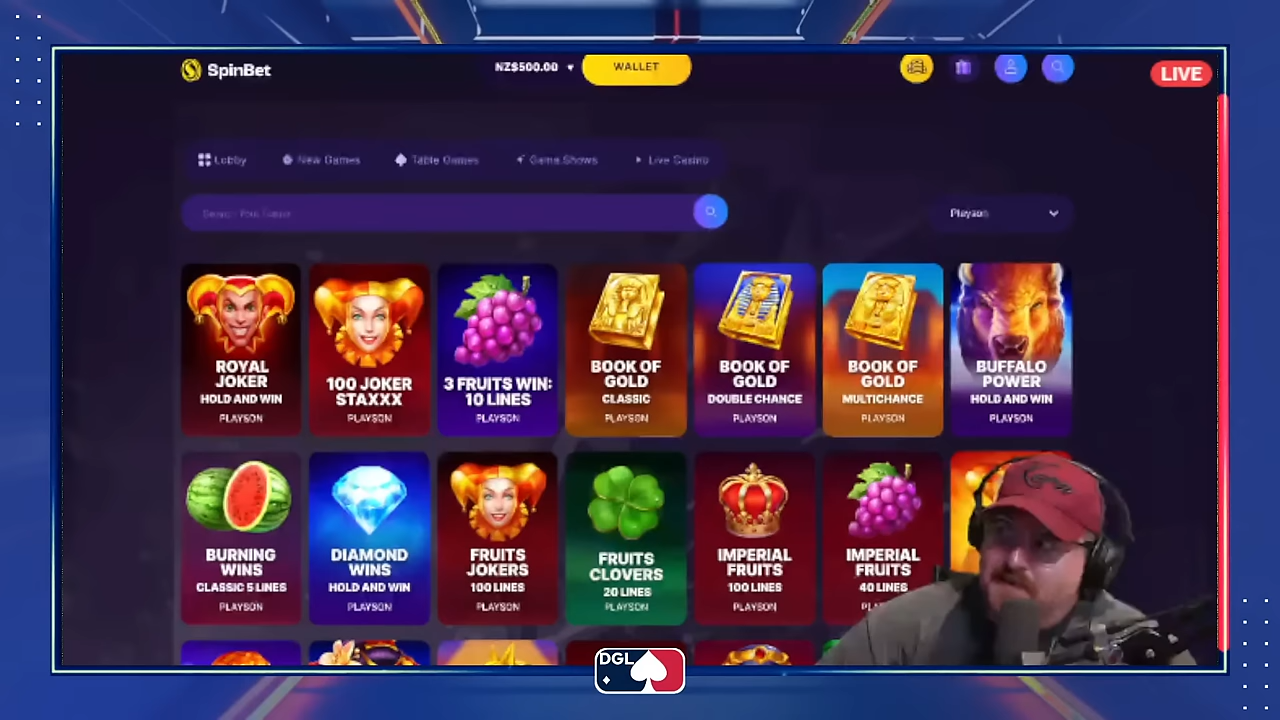 SpinBet
NZ$500.00
WALLET
LIVE
Lobby
New Games
Table Games
Game Shows
Live Casino
Playson
ROYAL
JOKER
HOLD AND WIN
PLAYSON
100 JOKER
STAXXX
PLAYSON
3 FRUITS WIN:
10 LINES
PLAYSON
BOOK OF
GOLD
CLASSIC
PLAYSON
BOOK OF
GOLD
DOUBLE CHANCE
PLAYSON
BOOK OF
GOLD
MULTICHANCE
PLAYSON
BUFFALO
POWER
HOLD AND WIN
PLAYSON
BURNING
WINS
CLASSIC 5 LINES
PLAYSON
DIAMOND
WINS
HOLD AND WIN
PLAYSON
FRUITS
JOKERS
100 LINES
PLAYSON
FRUITS
CLOVERS
20 LINES
PLAYSON
IMPERIAL
FRUITS
100 LINES
PLAYSON
IMPERIAL
FRUITS
40 LINES
DGL